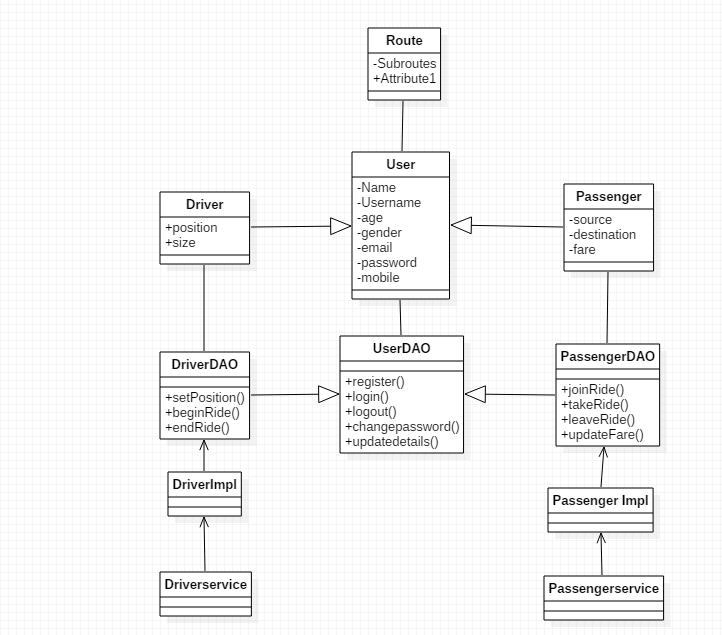 Route
-Subroutes
+Attribute1
User
-Name
-Username
-age
-gender
-email
-password
-mobile
Driver
+position
+size
Passenger
-source
-destination
-fare
UserDAO
+register()
+login()
+logout()
+changepassword()
+updatedetails()
DriverDAO
+setPosition()
+beginRide()
+endRide()
PassengerDAO
+joinRide()
+takeRide()
+leaveRide()
+updateFare()
DriverImpl
Passenger Impl
Driverservice
Passengerservice